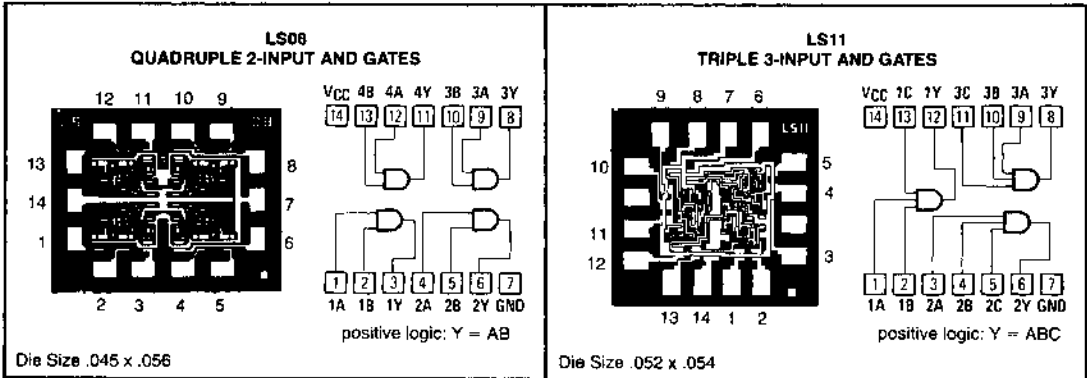 LS08
QUADRUPLE 2-INPUT AND GATES
12 11 10 9
13
14
1
8
7
6
2 3 4 5
VCC 4B 4A 4Y 3B 3A 3Y
14 13 12 11 10 9 8
1 2 3 4 5 6 7
1A 1B 1Y 2A 2B 2Y GND
positive logic: Y = AB
Die Size .045 x .056
LS11
TRIPLE 3-INPUT AND GATES
9 8 7 6
LS11
10
11
12
5
4
3
13 14 1 2
VCC 1C 1Y 3C 3B 3A 3Y
14 13 12 11 10 9 8
1 2 3 4 5 6 7
1A 1B 2A 2B 2C 2Y GND
positive logic: Y = ABC
Die Size .052 x .054